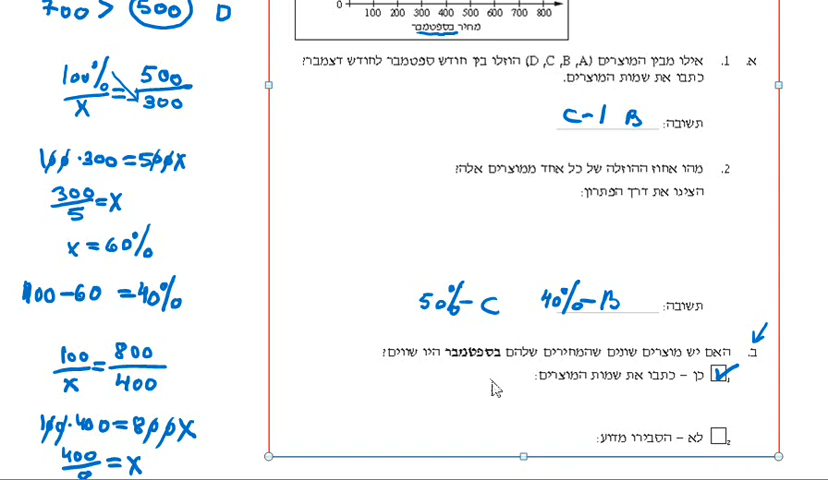 700 > 500 D
100% / x = 500 / 300
100 · 300 = 500x
300 / 5 = x
x = 60%
100 – 60 = 40%
100 / x = 800 / 400
100 · 400 = 800x
400 / 8 = x
0
100 200 300 400 500 600 700 800
מחיר בספטמבר
א. 1. אילו מבין המוצרים (D ,C ,B ,A) הוזלו בין חודש ספטמבר לחודש דצמבר?
כתבו את שמות המוצרים.
תשובה: B ו-C
2. מהו אחוז ההוזלה של כל אחד ממוצרים אלה?
הציגו את דרך הפתרון:
תשובה: 40% – B 50% – C
ב. האם יש מוצרים שונים שהמחירים שלהם בספטמבר היו שווים?
1 כן – כתבו את שמות המוצרים:
2 לא – הסבירו מדוע: